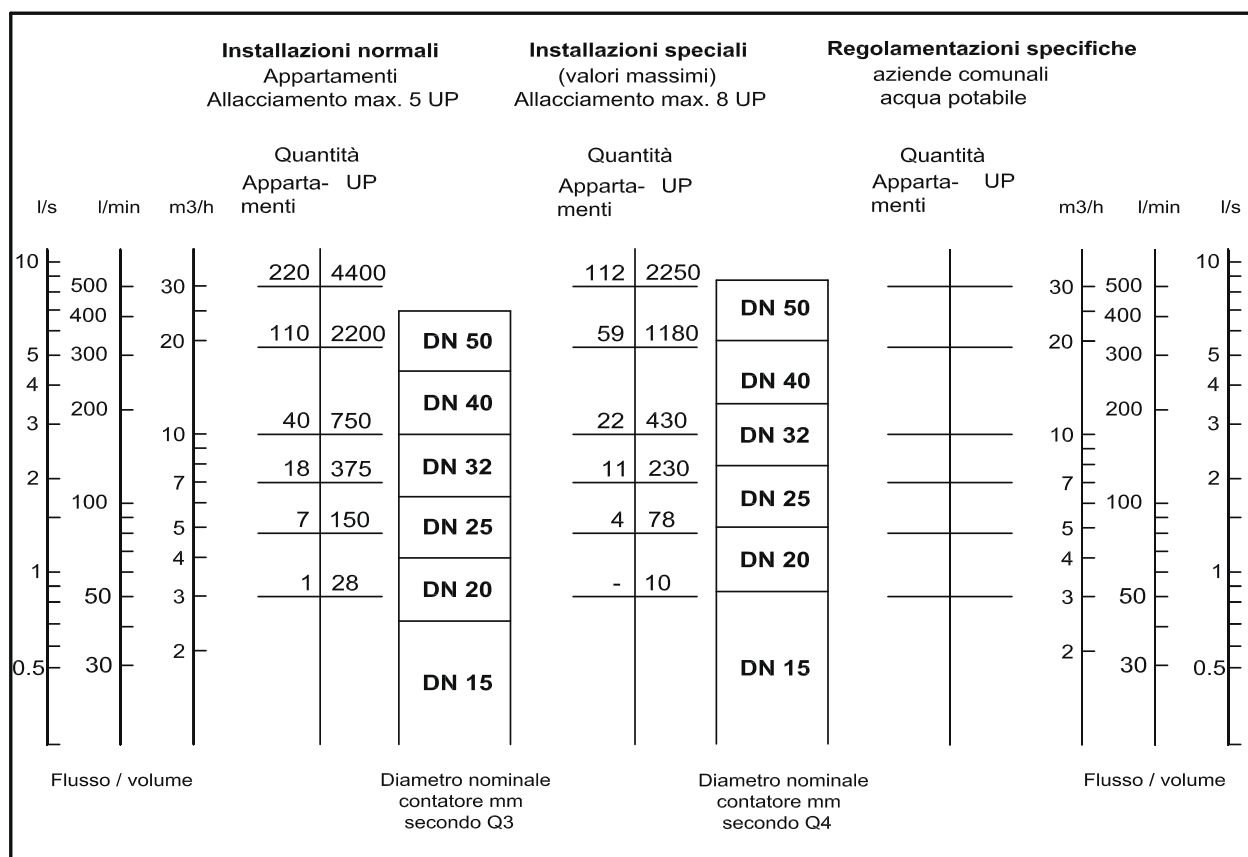 Installazioni normali
Appartamenti
Allacciamento max. 5 UP
Installazioni speciali
(valori massimi)
Allacciamento max. 8 UP
Regolamentazioni specifiche
aziende comunali
acqua potabile
Quantità
Apparta- UP
menti
Quantità
Apparta- UP
menti
Quantità
Apparta- UP
menti
l/s
10
5
4
3
2
1
0.5
l/min
500
400
300
200
100
50
30
m3/h
30
20
10
7
5
4
3
2
220 4400
110 2200
40 750
18 375
7 150
1 28
DN 50
DN 40
DN 32
DN 25
DN 20
DN 15
112 2250
59 1180
22 430
11 230
4 78
- 10
DN 50
DN 40
DN 32
DN 25
DN 20
DN 15
m3/h
30
20
10
7
5
4
3
2
l/min
500
400
300
200
100
50
30
l/s
10
5
4
3
2
1
0.5
Flusso / volume
Diametro nominale
contatore mm
secondo Q3
Diametro nominale
contatore mm
secondo Q4
Flusso / volume